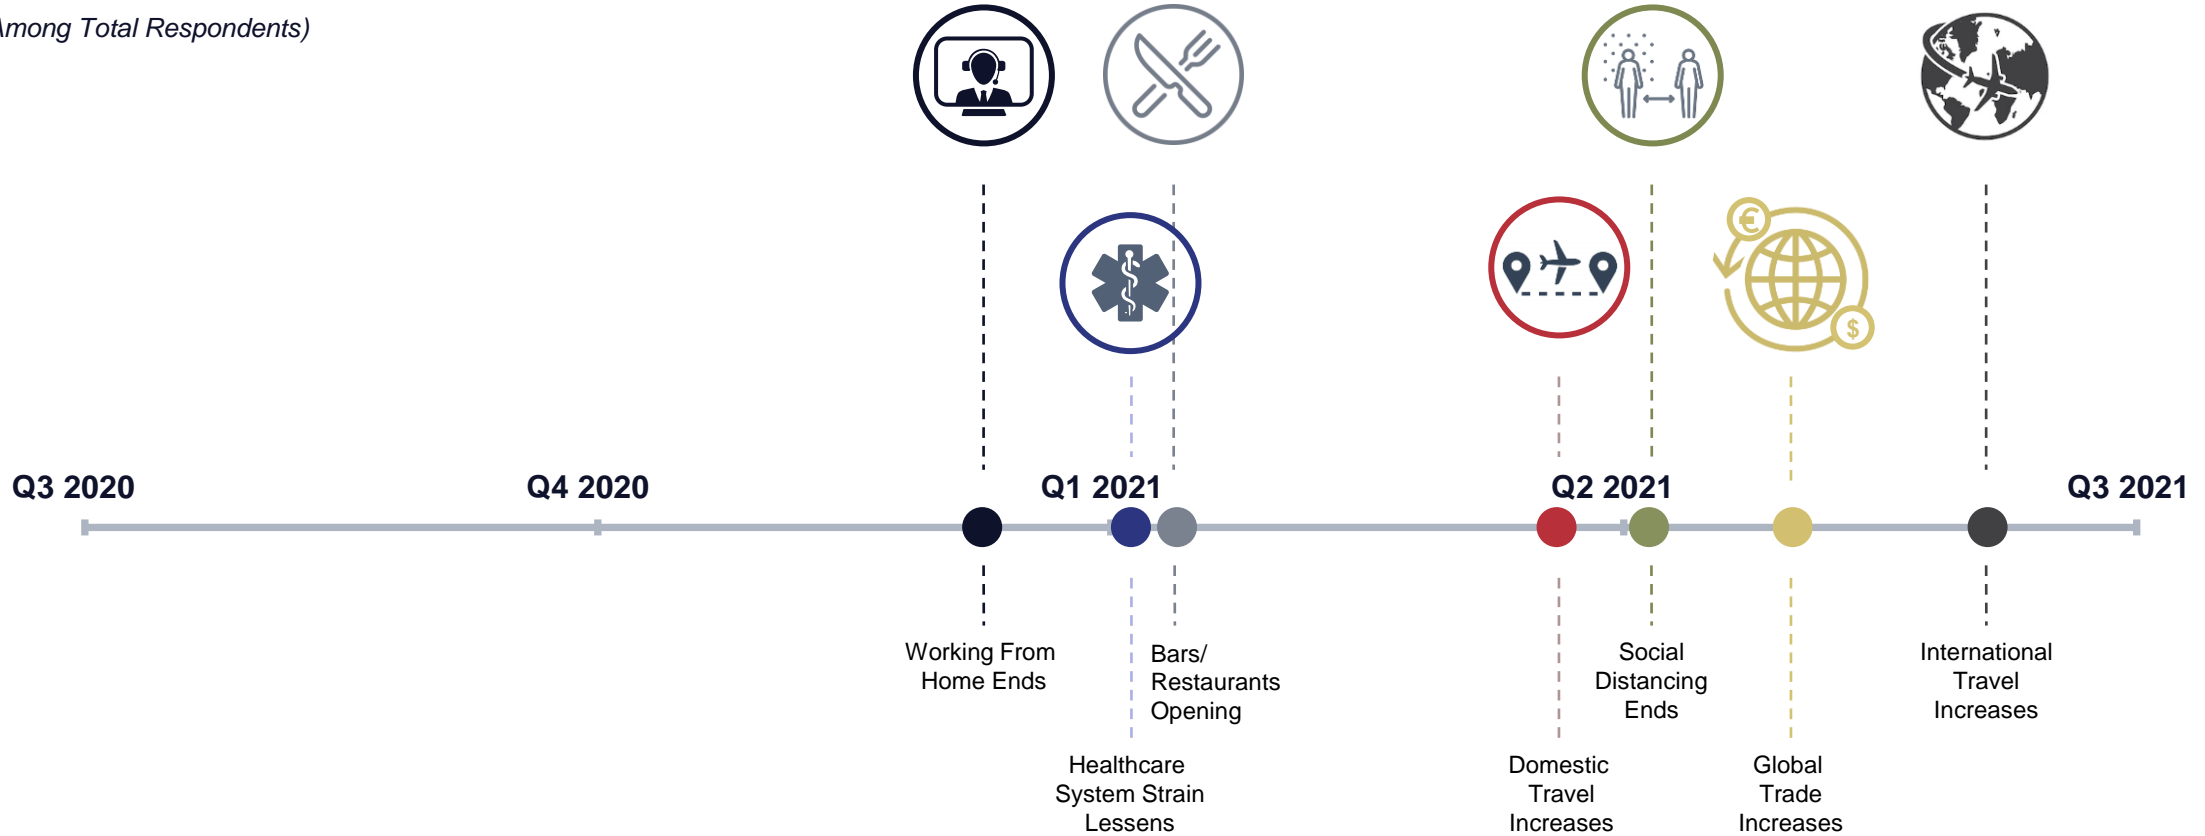 Among Total Respondents)
€
$
Q3 2020
Q4 2020
Q1 2021
Q2 2021
Q3 2021
Working From
Home Ends
Bars/
Restaurants
Opening
Social
Distancing
Ends
International
Travel
Increases
Healthcare
System Strain
Lessens
Domestic
Travel
Increases
Global
Trade
Increases